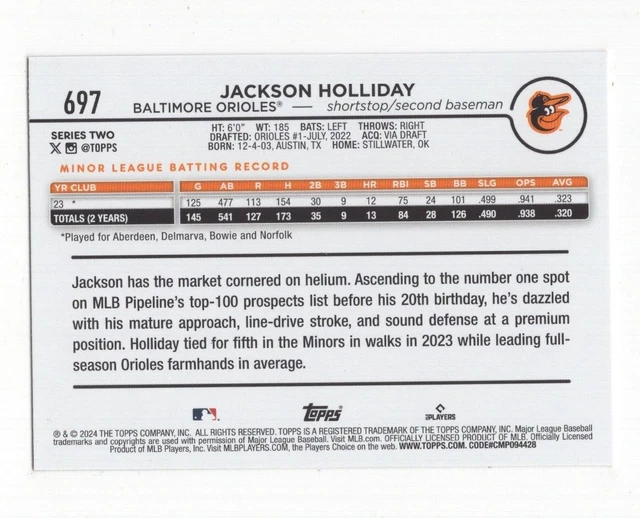 697
JACKSON HOLLIDAY
BALTIMORE ORIOLES® — shortstop/second baseman
SERIES TWO
@TOPPS
HT: 6'0" WT: 185 BATS: LEFT THROWS: RIGHT
DRAFTED: ORIOLES #1-JULY, 2022 ACQ: VIA DRAFT
BORN: 12-4-03, AUSTIN, TX HOME: STILLWATER, OK
MINOR LEAGUE BATTING RECORD
YR CLUB G AB R H 2B 3B HR RBI SB BB SLG OPS AVG
23 * 125 477 113 154 30 9 12 75 24 101 .499 .941 .323
TOTALS (2 YEARS) 145 541 127 173 35 9 13 84 28 126 .490 .938 .320
*Played for Aberdeen, Delmarva, Bowie and Norfolk
Jackson has the market cornered on helium. Ascending to the number one spot
on MLB Pipeline's top-100 prospects list before his 20th birthday, he's dazzled
with his mature approach, line-drive stroke, and sound defense at a premium
position. Holliday tied for fifth in the Minors in walks in 2023 while leading full-
season Orioles farmhands in average.
Topps
PLAYERS
® & © 2024 THE TOPPS COMPANY, INC. ALL RIGHTS RESERVED. TOPPS IS A REGISTERED TRADEMARK OF THE TOPPS COMPANY, INC. Major League Baseball
trademarks and copyrights are used with permission of Major League Baseball. Visit MLB.com. OFFICIALLY LICENSED PRODUCT OF MLB. Officially Licensed
Product of MLB Players, Inc. Visit MLBPLAYERS.COM, the Players Choice on the web. WWW.TOPPS.COM. CODE#CMP094428